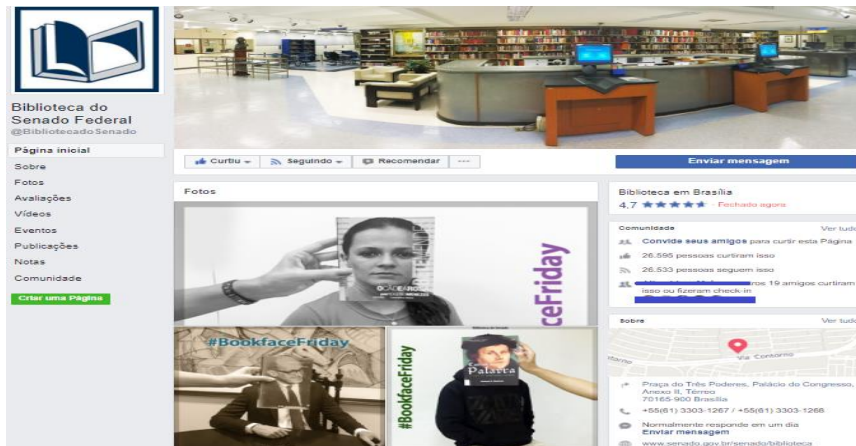 Biblioteca do
Senado Federal
@BibliotecadoSenado
Página inicial
Sobre
Fotos
Avaliações
Vídeos
Eventos
Publicações
Notas
Comunidade
Criar uma Página
Curtiu
Seguindo
Recomendar
Enviar mensagem
Fotos
#BookfaceFriday
#BookfaceFriday
ceFriday
Palavra
Biblioteca em Brasília
4,7 ★★★★★ · Fechado agora
Comunidade Ver tudo
Convide seus amigos para curtir esta Página
26.595 pessoas curtiram isso
26.533 pessoas seguem isso
ros 19 amigos curtiram
isso ou fizeram check-in
Sobre Ver tudo
Via Contorno
Praça do Três Poderes, Palácio do Congresso,
Anexo II, Térreo
70165-900 Brasília
+55(61) 3303-1267 / +55(61) 3303-1268
Normalmente responde em um dia
Enviar mensagem
www.senado.gov.br/senado/biblioteca